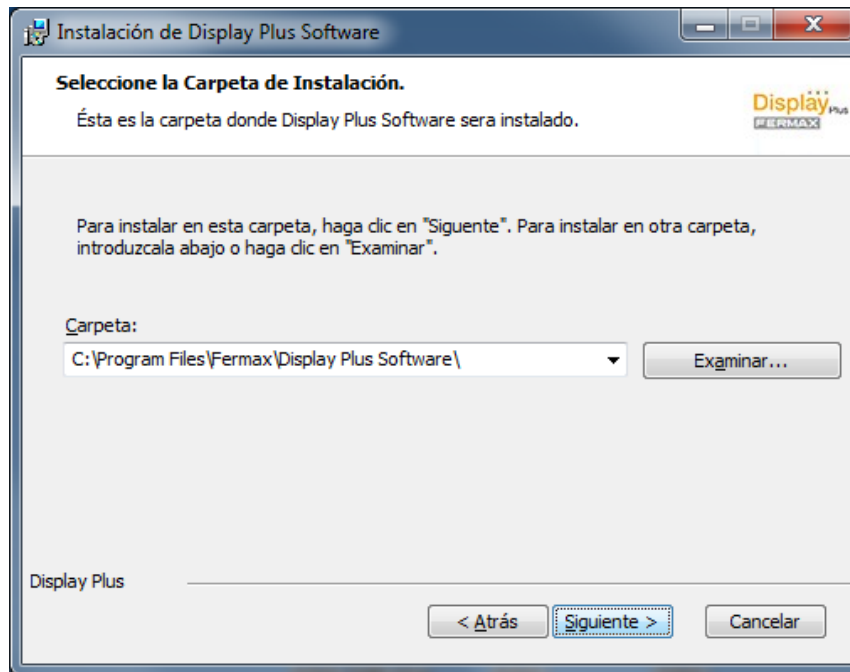 Instalación de Display Plus Software
Seleccione la Carpeta de Instalación.
Ésta es la carpeta donde Display Plus Software sera instalado.
Display Plus
FERMAX
Para instalar en esta carpeta, haga clic en "Siguente". Para instalar en otra carpeta,
introduzcala abajo o haga clic en "Examinar".
Carpeta:
C:\Program Files\Fermax\Display Plus Software\
Examinar...
Display Plus
< Atrás
Siguiente >
Cancelar